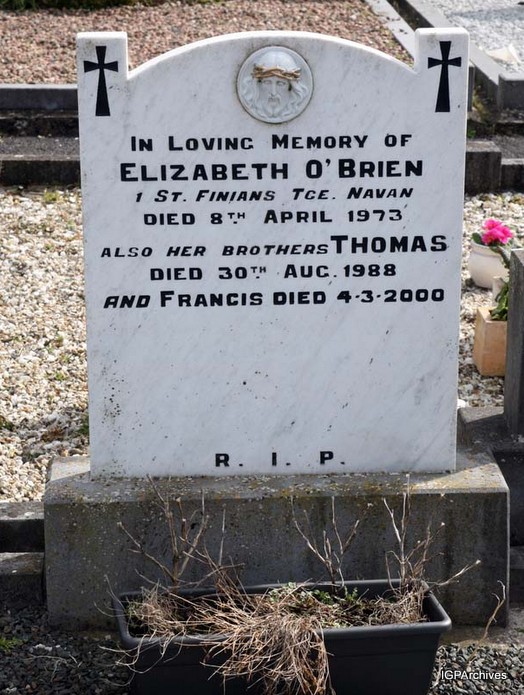 In Loving Memory of
Elizabeth O'Brien
1 St. Finians Tce. Navan
died 8th April 1973
also her brothers THOMAS
died 30th Aug. 1988
and Francis died 4-3-2000
R. I. P.
IGPArchives